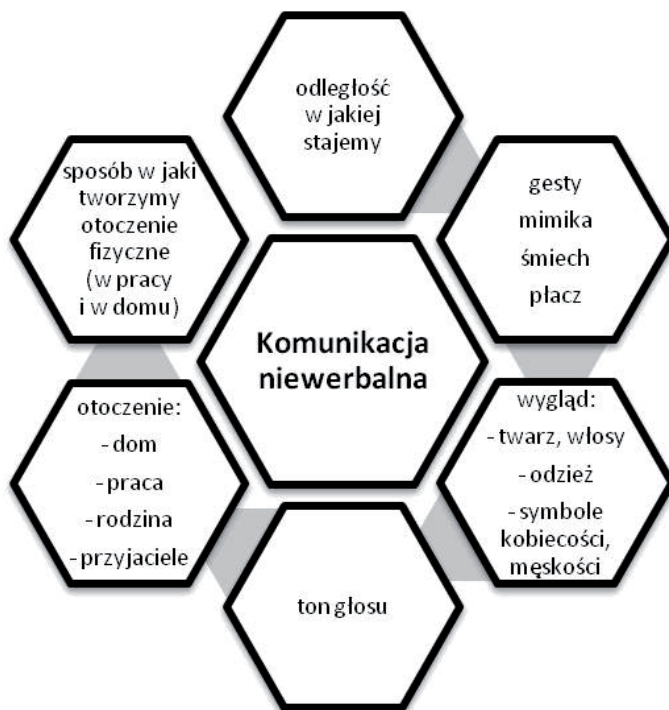 odległość
w jakiej
stajemy
gesty
mimika
śmiech
płacz
wygląd:
- twarz, włosy
- odzież
- symbole
kobiecości,
męskości
ton głosu
otoczenie:
- dom
- praca
- rodzina
- przyjaciele
sposób w jaki
tworzymy
otoczenie
fizyczne
(w pracy
i w domu)
Komunikacja
niewerbalna